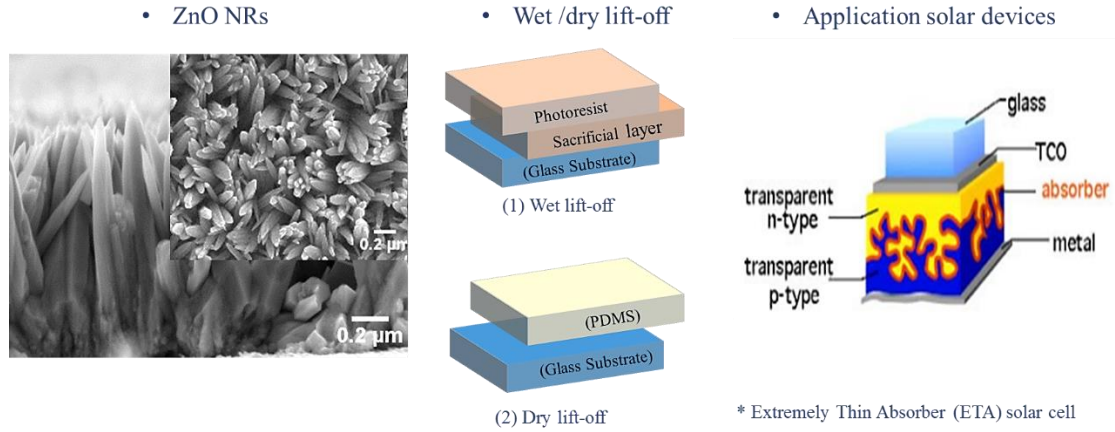 • ZnO NRs
0.2 μm
0.2 μm
• Wet /dry lift-off
Photoresist
Sacrificial layer
(Glass Substrate)
(1) Wet lift-off
(PDMS)
(Glass Substrate)
(2) Dry lift-off
• Application solar devices
glass
TCO
absorber
transparent
n-type
metal
transparent
p-type
* Extremely Thin Absorber (ETA) solar cell